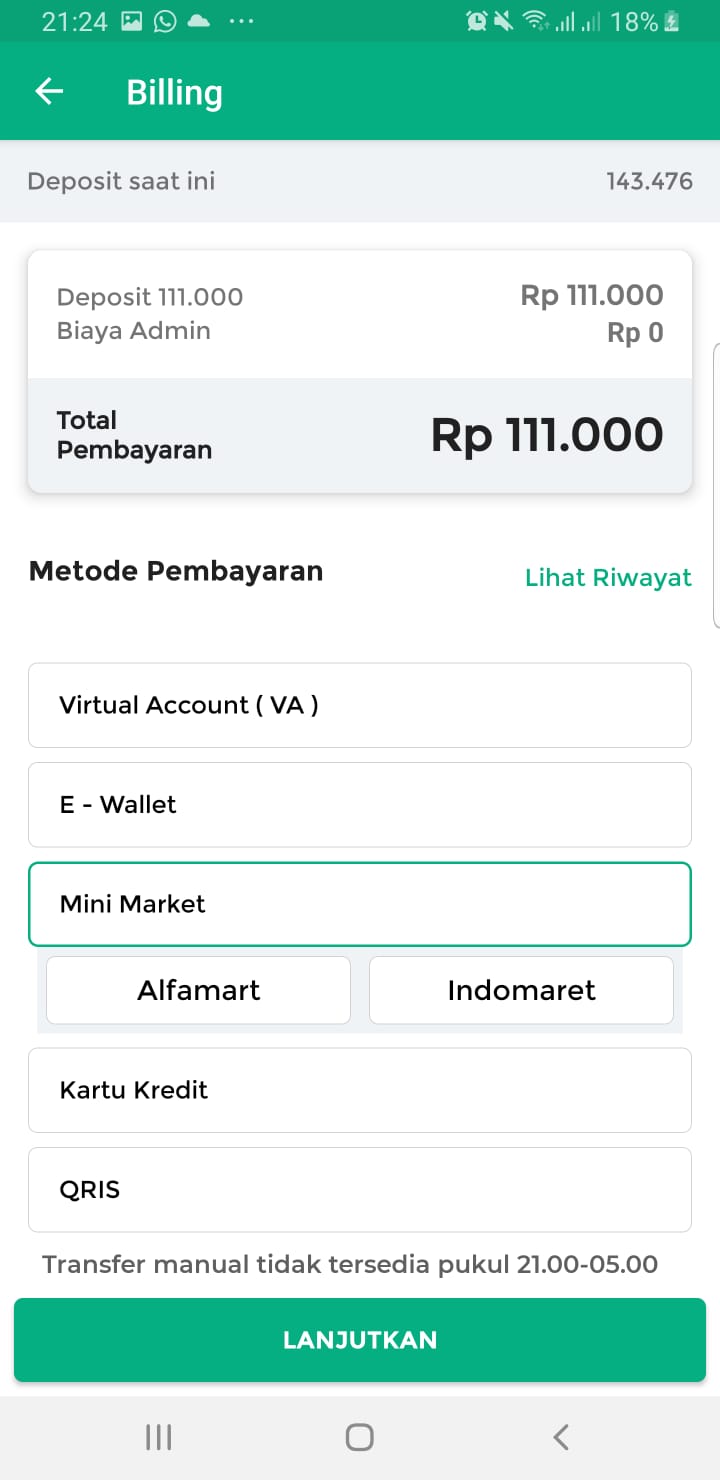 21:24
18%
Billing
Deposit saat ini 143.476
Deposit 111.000 Rp 111.000
Biaya Admin Rp 0
Total
Pembayaran
Rp 111.000
Metode Pembayaran Lihat Riwayat
Virtual Account ( VA )
E - Wallet
Mini Market
Alfamart Indomaret
Kartu Kredit
QRIS
Transfer manual tidak tersedia pukul 21.00-05.00
LANJUTKAN